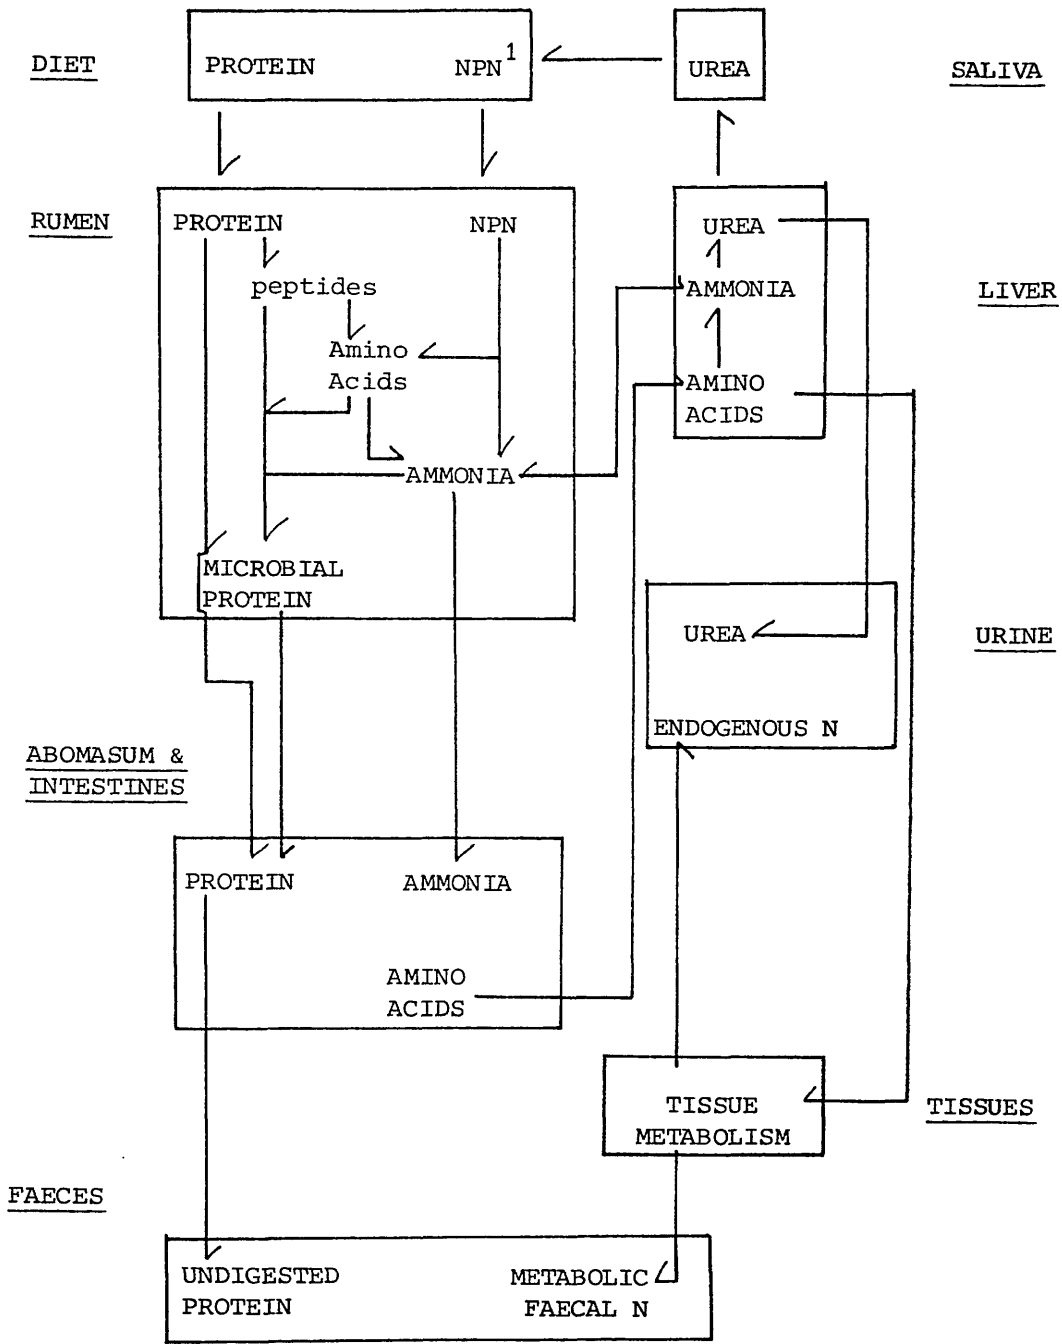 DIET
PROTEIN NPN¹
UREA
SALIVA
RUMEN
PROTEIN NPN
peptides
Amino
Acids
AMMONIA
MICROBIAL
PROTEIN
UREA
AMMONIA
AMINO
ACIDS
LIVER
UREA
ENDOGENOUS N
URINE
ABOMASUM &
INTESTINES
PROTEIN AMMONIA
AMINO
ACIDS
TISSUE
METABOLISM
TISSUES
FAECES
UNDIGESTED
PROTEIN
METABOLIC
FAECAL N